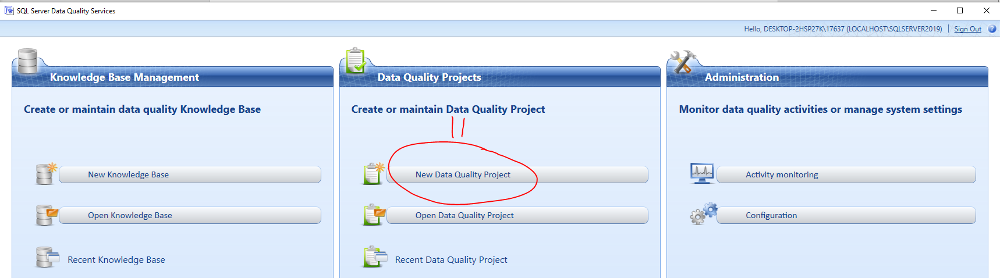 SQL Server Data Quality Services
Hello, DESKTOP-2HSP27K\17637 (LOCALHOST\SQLSERVER2019) | Sign Out ?
Knowledge Base Management
Create or maintain data quality Knowledge Base
New Knowledge Base
Open Knowledge Base
Recent Knowledge Base
Data Quality Projects
Create or maintain Data Quality Project
New Data Quality Project
Open Data Quality Project
Recent Data Quality Project
Administration
Monitor data quality activities or manage system settings
Activity monitoring
Configuration